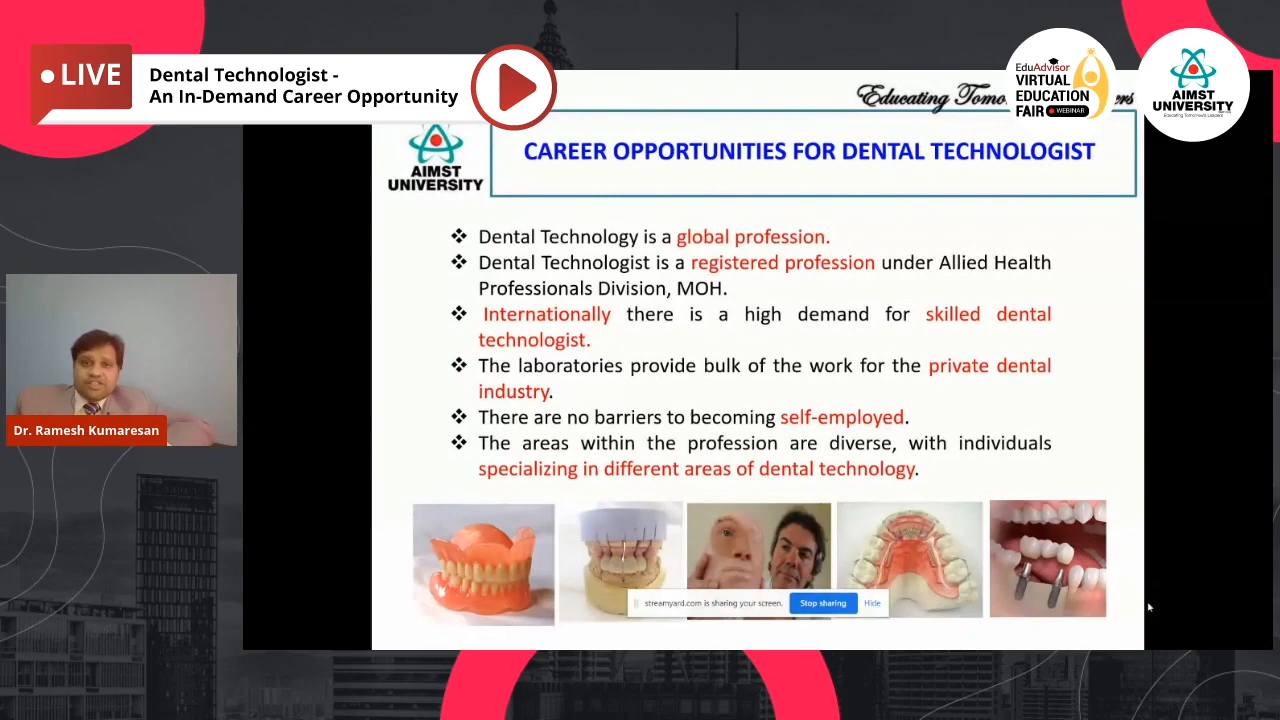 LIVE
Dental Technologist -
An In-Demand Career Opportunity
EduAdvisor
VIRTUAL
EDUCATION
FAIR WEBINAR
AIMST
UNIVERSITY
Educating Tomorrow's Leaders
Educating Tomo
ers
AIMST
UNIVERSITY
CAREER OPPORTUNITIES FOR DENTAL TECHNOLOGIST
❖ Dental Technology is a global profession.
❖ Dental Technologist is a registered profession under Allied Health
Professionals Division, MOH.
❖ Internationally there is a high demand for skilled dental
technologist.
❖ The laboratories provide bulk of the work for the private dental
industry.
❖ There are no barriers to becoming self-employed.
❖ The areas within the profession are diverse, with individuals
specializing in different areas of dental technology.
Dr. Ramesh Kumaresan
streamyard.com is sharing your screen. Stop sharing Hide